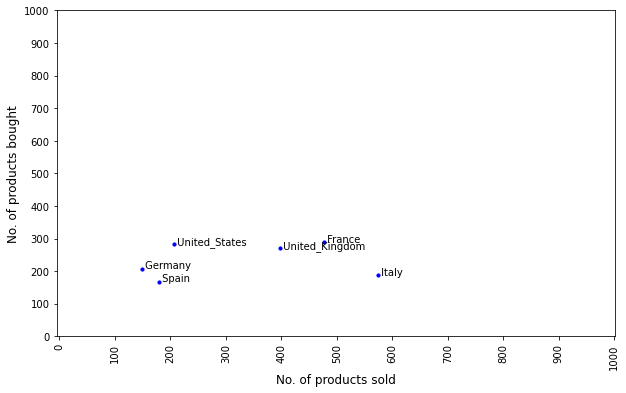 1000
900
800
700
600
500
400
300
200
100
0
No. of products bought
France
United_States
United_Kingdom
Germany
Italy
Spain
0
100
200
300
400
500
600
700
800
900
1000
No. of products sold